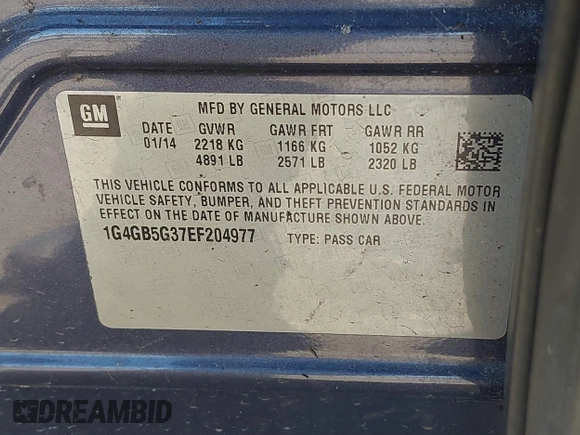 GM
MFD BY GENERAL MOTORS LLC
DATE GVWR GAWR FRT GAWR RR
01/14 2218 KG 1166 KG 1052 KG
4891 LB 2571 LB 2320 LB
THIS VEHICLE CONFORMS TO ALL APPLICABLE U.S. FEDERAL MOTOR
VEHICLE SAFETY, BUMPER, AND THEFT PREVENTION STANDARDS IN
EFFECT ON THE DATE OF MANUFACTURE SHOWN ABOVE.
1G4GB5G37EF204977 TYPE: PASS CAR
DREAMBID